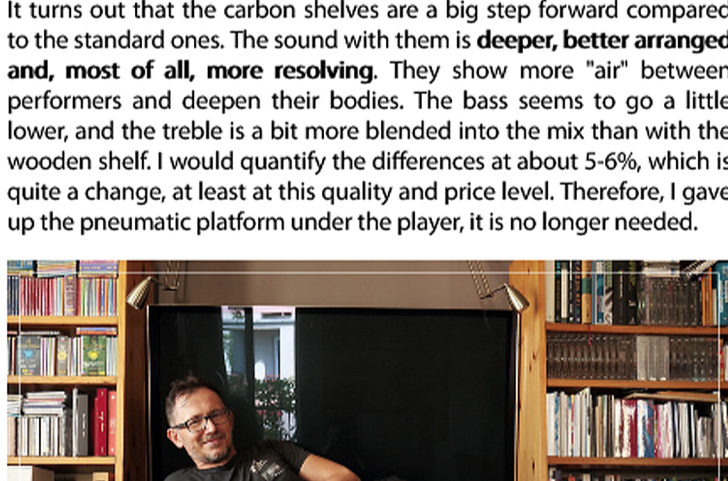 It turns out that the carbon shelves are a big step forward compared
to the standard ones. The sound with them is deeper, better arranged
and, most of all, more resolving. They show more "air" between
performers and deepen their bodies. The bass seems to go a little
lower, and the treble is a bit more blended into the mix than with the
wooden shelf. I would quantify the differences at about 5-6%, which is
quite a change, at least at this quality and price level. Therefore, I gave
up the pneumatic platform under the player, it is no longer needed.